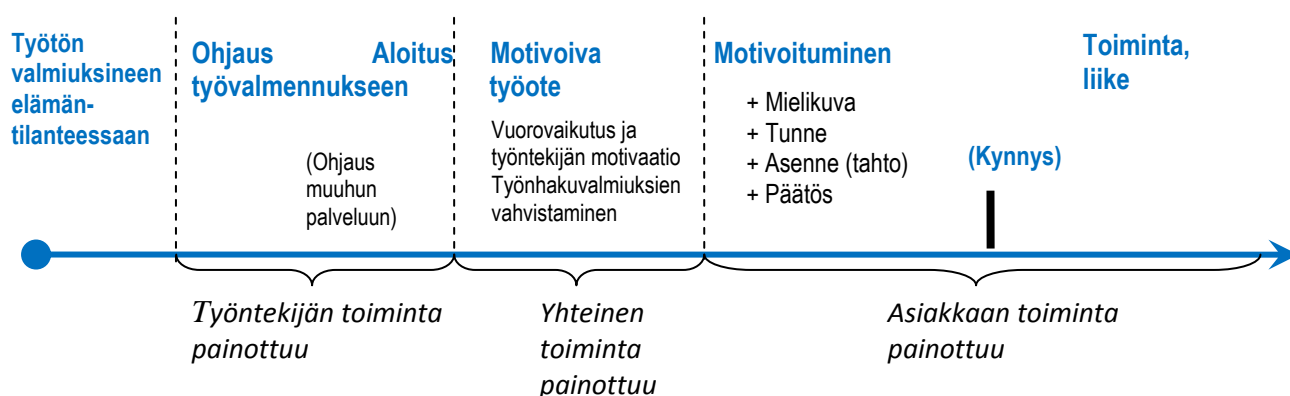 Työtön
valmiuksineen
elämän-
tilanteessaan
Ohjaus Aloitus
työvalmennukseen
(Ohjaus
muuhun
palveluun)
Motivoiva
työote
Vuorovaikutus ja
työntekijän motivaatio
Työnhakuvalmiuksien
vahvistaminen
Motivoituminen
+ Mielikuva
+ Tunne
+ Asenne (tahto)
+ Päätös
(Kynnys)
Toiminta,
liike
Työntekijän toiminta
painottuu
Yhteinen
toiminta
painottuu
Asiakkaan toiminta
painottuu